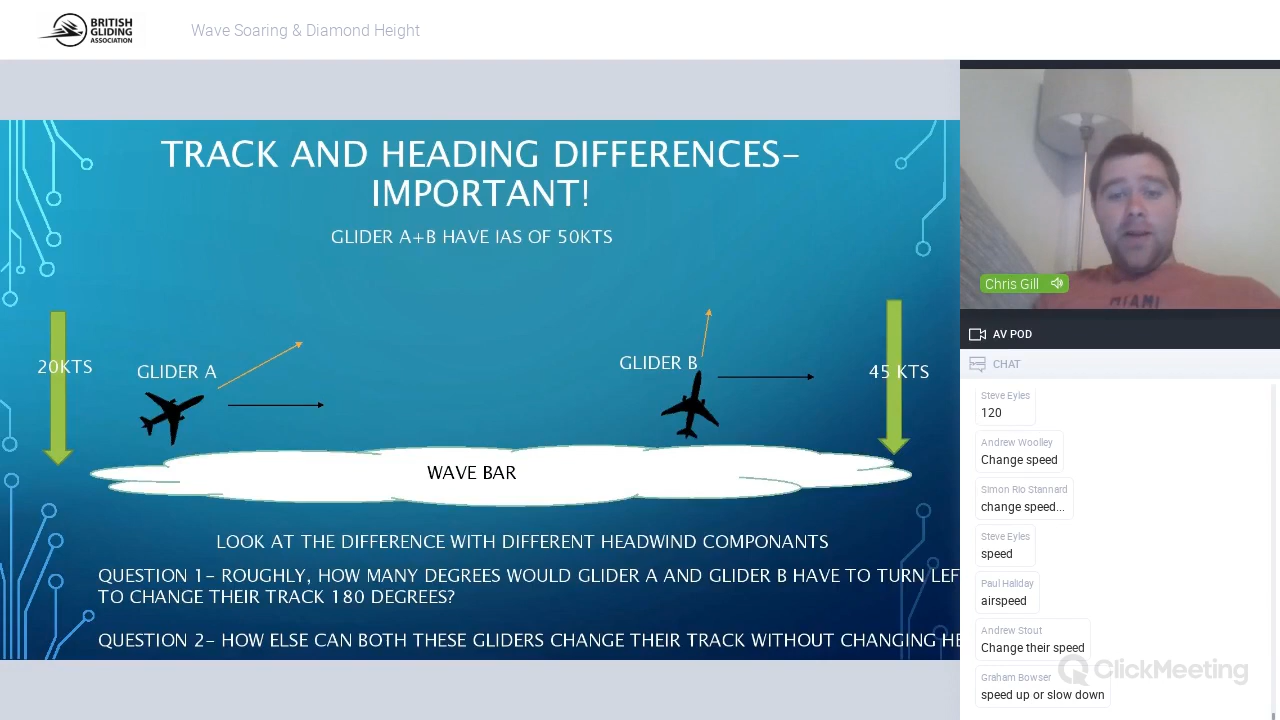 BRITISH
GLIDING
ASSOCIATION
Wave Soaring & Diamond Height
TRACK AND HEADING DIFFERENCES-
IMPORTANT!
GLIDER A+B HAVE IAS OF 50KTS
20KTS
GLIDER A
GLIDER B
45 KTS
WAVE BAR
LOOK AT THE DIFFERENCE WITH DIFFERENT HEADWIND COMPONANTS
QUESTION 1- ROUGHLY, HOW MANY DEGREES WOULD GLIDER A AND GLIDER B HAVE TO TURN LEF
TO CHANGE THEIR TRACK 180 DEGREES?
QUESTION 2- HOW ELSE CAN BOTH THESE GLIDERS CHANGE THEIR TRACK WITHOUT CHANGING HE
MIAMI
Chris Gill
AV POD
CHAT
Steve Eyles
120
Andrew Woolley
Change speed
Simon Rio Stannard
change speed...
Steve Eyles
speed
Paul Haliday
airspeed
Andrew Stout
Change their speed
Graham Bowser
speed up or slow down
ClickMeeting